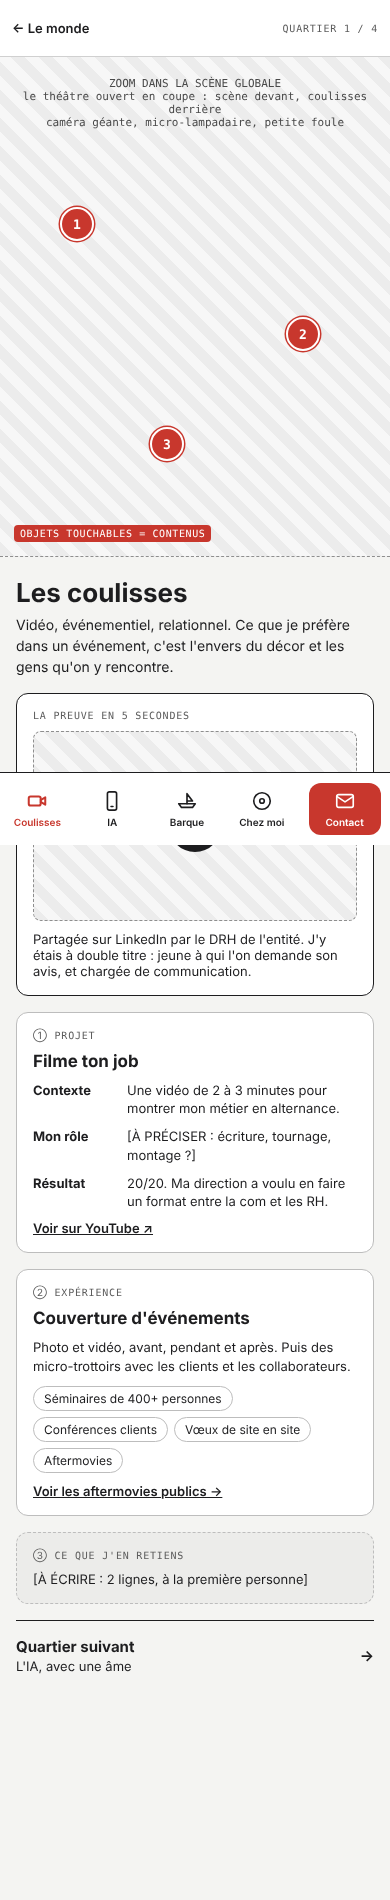 ← Le monde
QUARTIER 1 / 4
ZOOM DANS LA SCÈNE GLOBALE
le théâtre ouvert en coupe : scène devant, coulisses
derrière
caméra géante, micro-lampadaire, petite foule
1
2
3
OBJETS TOUCHABLES = CONTENUS
Les coulisses
Vidéo, événementiel, relationnel. Ce que je préfère
dans un événement, c'est l'envers du décor et les
gens qu'on y rencontre.
LA PREUVE EN 5 SECONDES
Coulisses
IA
Barque
Chez moi
Contact
Partagée sur LinkedIn par le DRH de l'entité. J'y
étais à double titre : jeune à qui l'on demande son
avis, et chargée de communication.
① PROJET
Filme ton job
Contexte
Une vidéo de 2 à 3 minutes pour
montrer mon métier en alternance.
Mon rôle
[À PRÉCISER : écriture, tournage,
montage ?]
Résultat
20/20. Ma direction a voulu en faire
un format entre la com et les RH.
Voir sur YouTube ↗
② EXPÉRIENCE
Couverture d'événements
Photo et vidéo, avant, pendant et après. Puis des
micro-trottoirs avec les clients et les collaborateurs.
Séminaires de 400+ personnes
Conférences clients
Vœux de site en site
Aftermovies
Voir les aftermovies publics →
③ CE QUE J'EN RETIENS
[À ÉCRIRE : 2 lignes, à la première personne]
Quartier suivant
L'IA, avec une âme
→